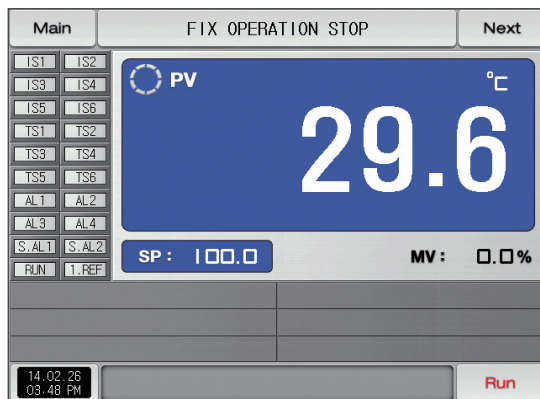 Main FIX OPERATION STOP Next
IS1 IS2
IS3 IS4
IS5 IS6
TS1 TS2
TS3 TS4
TS5 TS6
AL1 AL2
AL3 AL4
S.AL1 S.AL2
RUN 1.REF
PV °C
29.6
SP : 100.0 MV : 0.0%
14.02.26
03:48 PM
Run